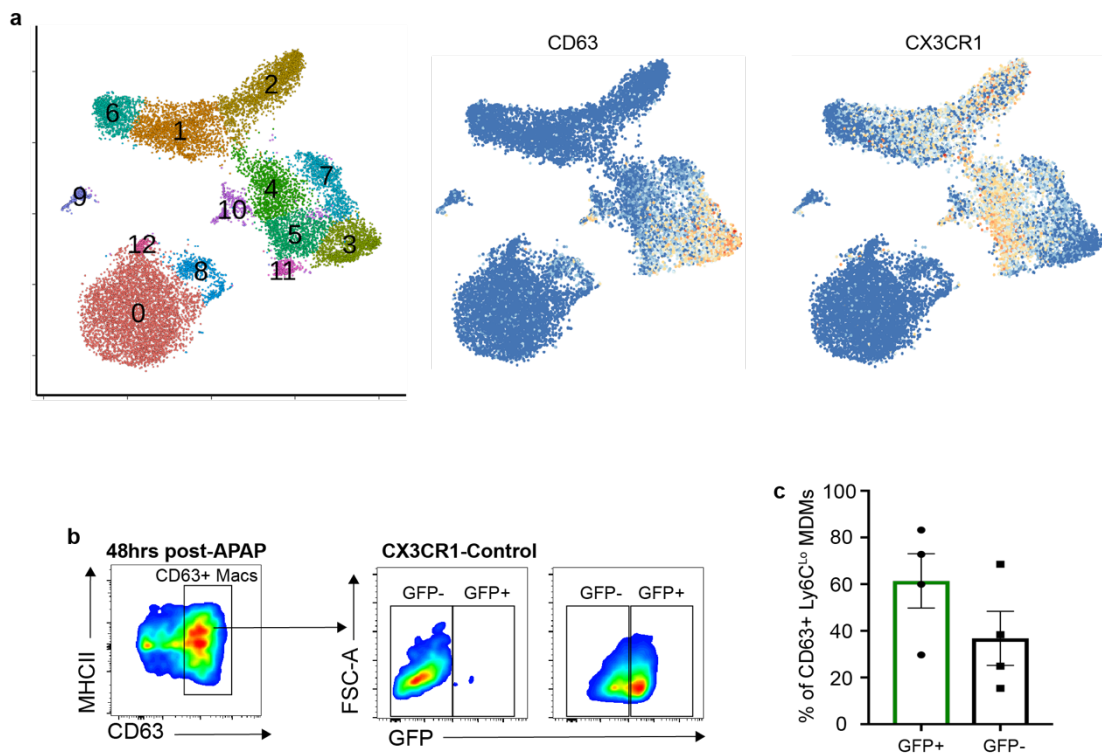 a
CD63
CX3CR1
2
6
1
7
4
9
10
5
3
12
8
11
0
b
48hrs post-APAP
CX3CR1-Control
CD63+ Macs
GFP-
GFP+
GFP-
GFP+
MHCII
CD63
FSC-A
GFP
c
% of CD63+ Ly6CLo MDMs
100
80
60
40
20
0
GFP+
GFP-